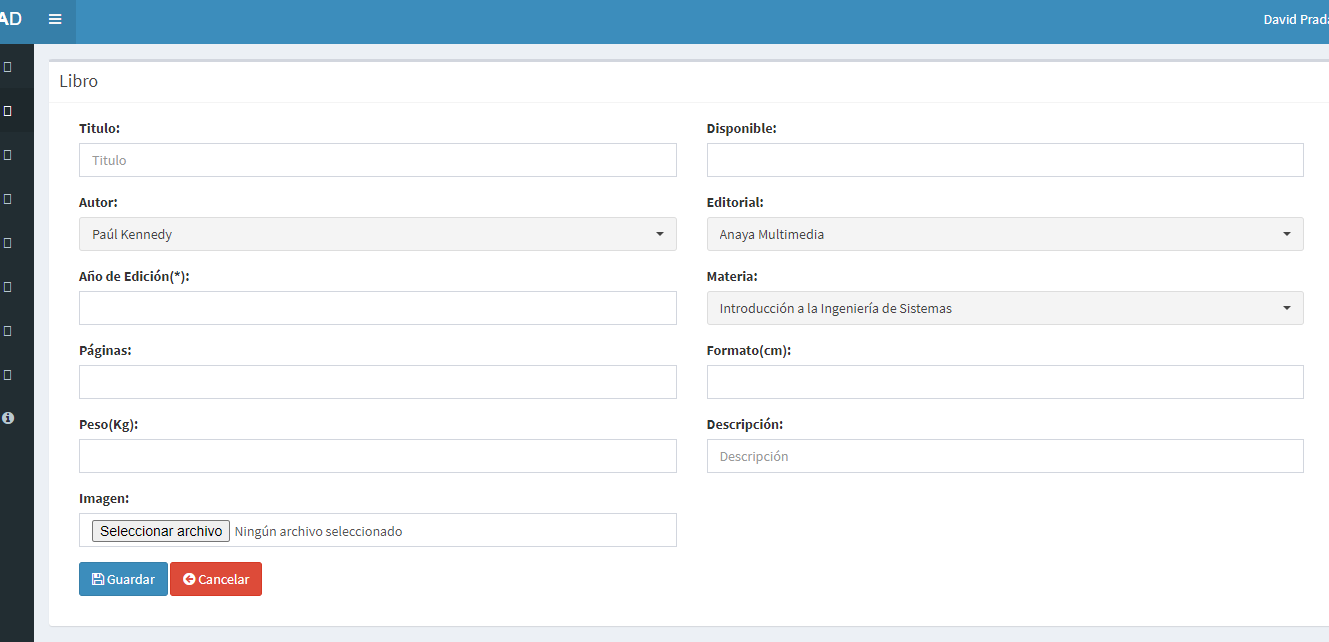 AD
David Prada
Libro
Titulo:
Titulo
Disponible:
Autor:
Paúl Kennedy
Editorial:
Anaya Multimedia
Año de Edición(*):
Materia:
Introducción a la Ingeniería de Sistemas
Páginas:
Formato(cm):
Peso(Kg):
Descripción:
Descripción
Imagen:
Seleccionar archivo Ningún archivo seleccionado
Guardar Cancelar